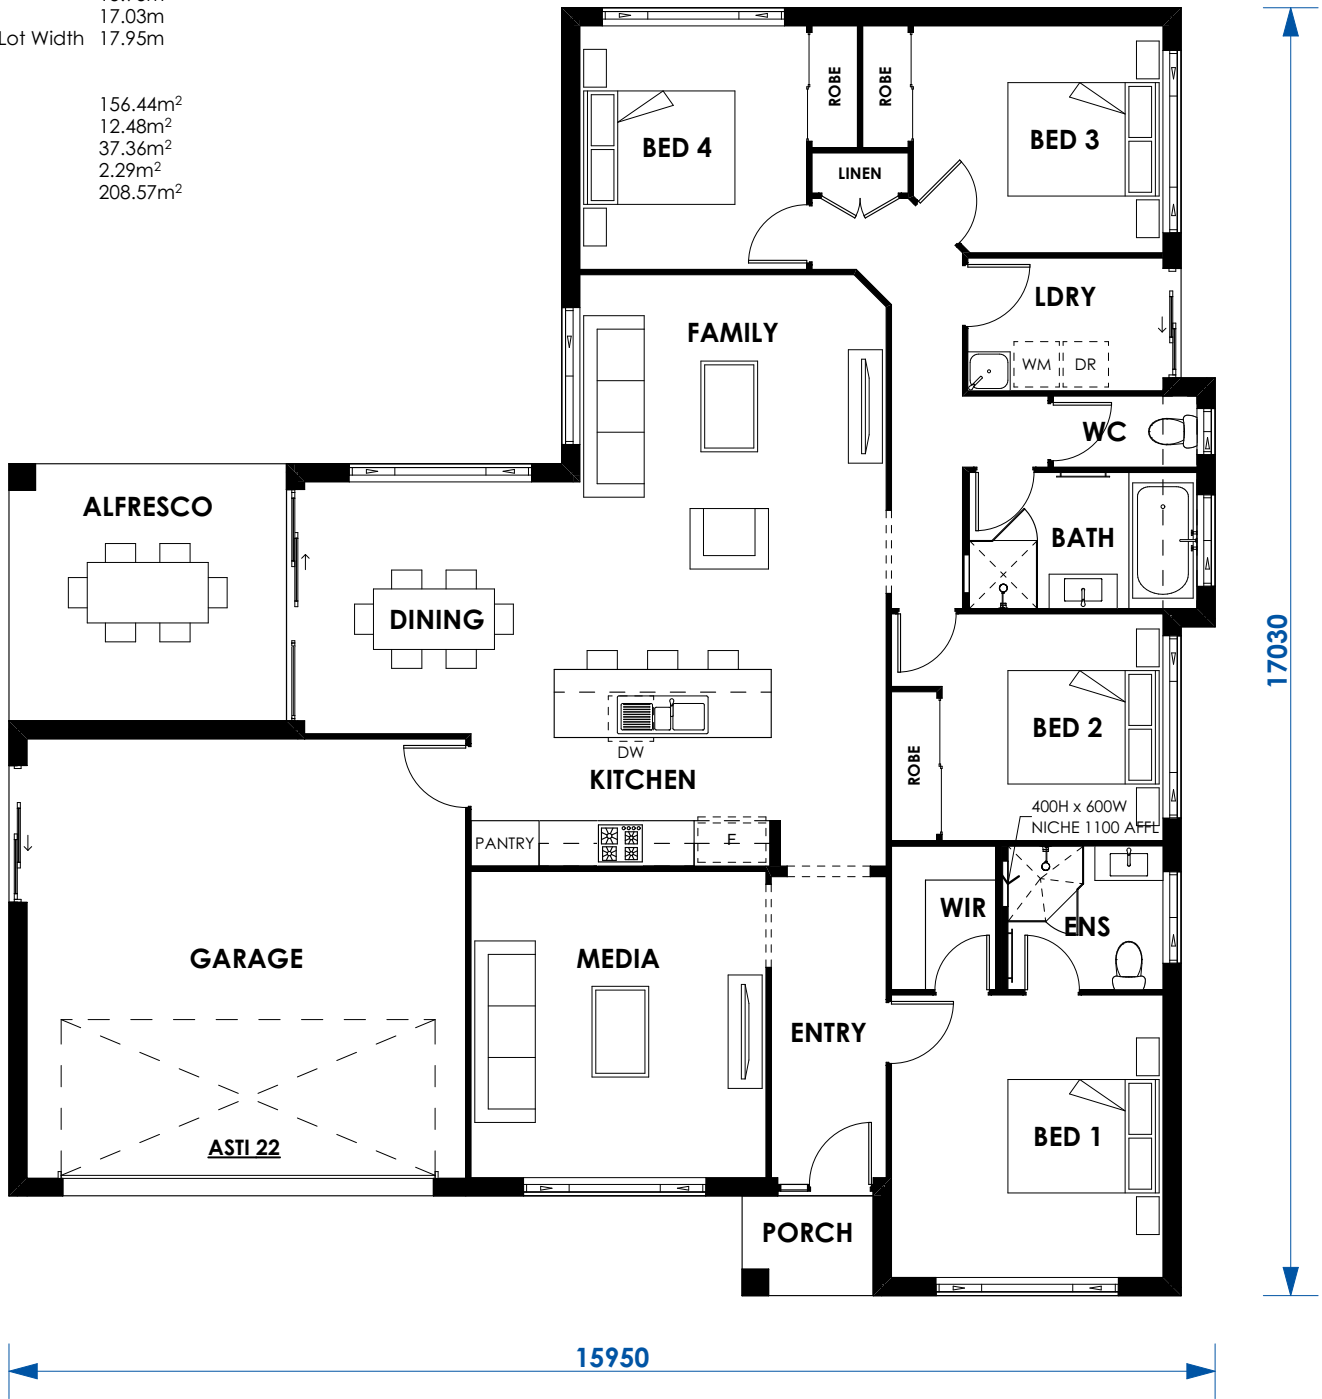 17.03m
Lot Width 17.95m
156.44m²
12.48m²
37.36m²
2.29m²
208.57m²
ROBE
ROBE
BED 4
BED 3
LINEN
LDRY
FAMILY
WM
DR
WC
ALFRESCO
BATH
DINING
17030
BED 2
DW
ROBE
KITCHEN
400H x 600W
NICHE 1100 AFFL
PANTRY
F
WIR
ENS
GARAGE
MEDIA
ENTRY
BED 1
ASTI 22
PORCH
15950